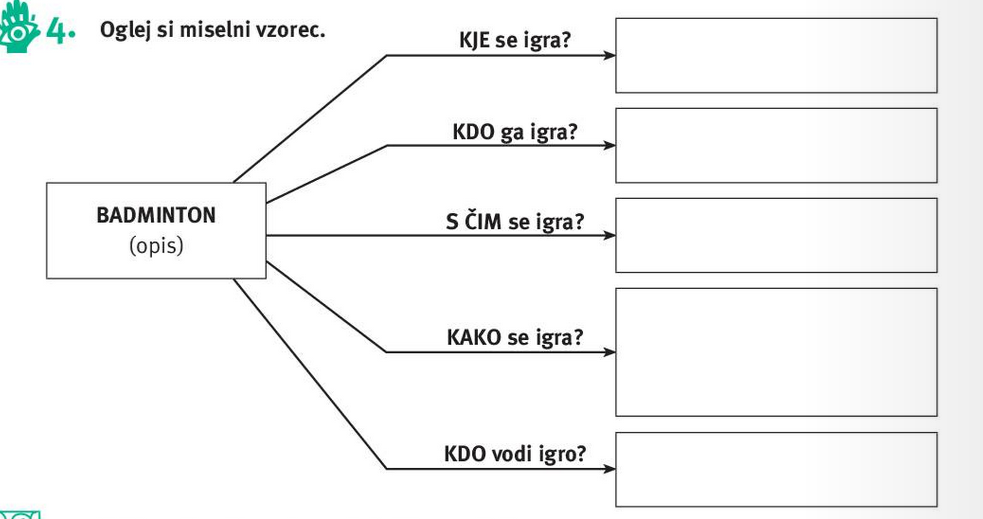 4. Oglej si miselni vzorec.
KJE se igra?
KDO ga igra?
BADMINTON
(opis)
S ČIM se igra?
KAKO se igra?
KDO vodi igro?